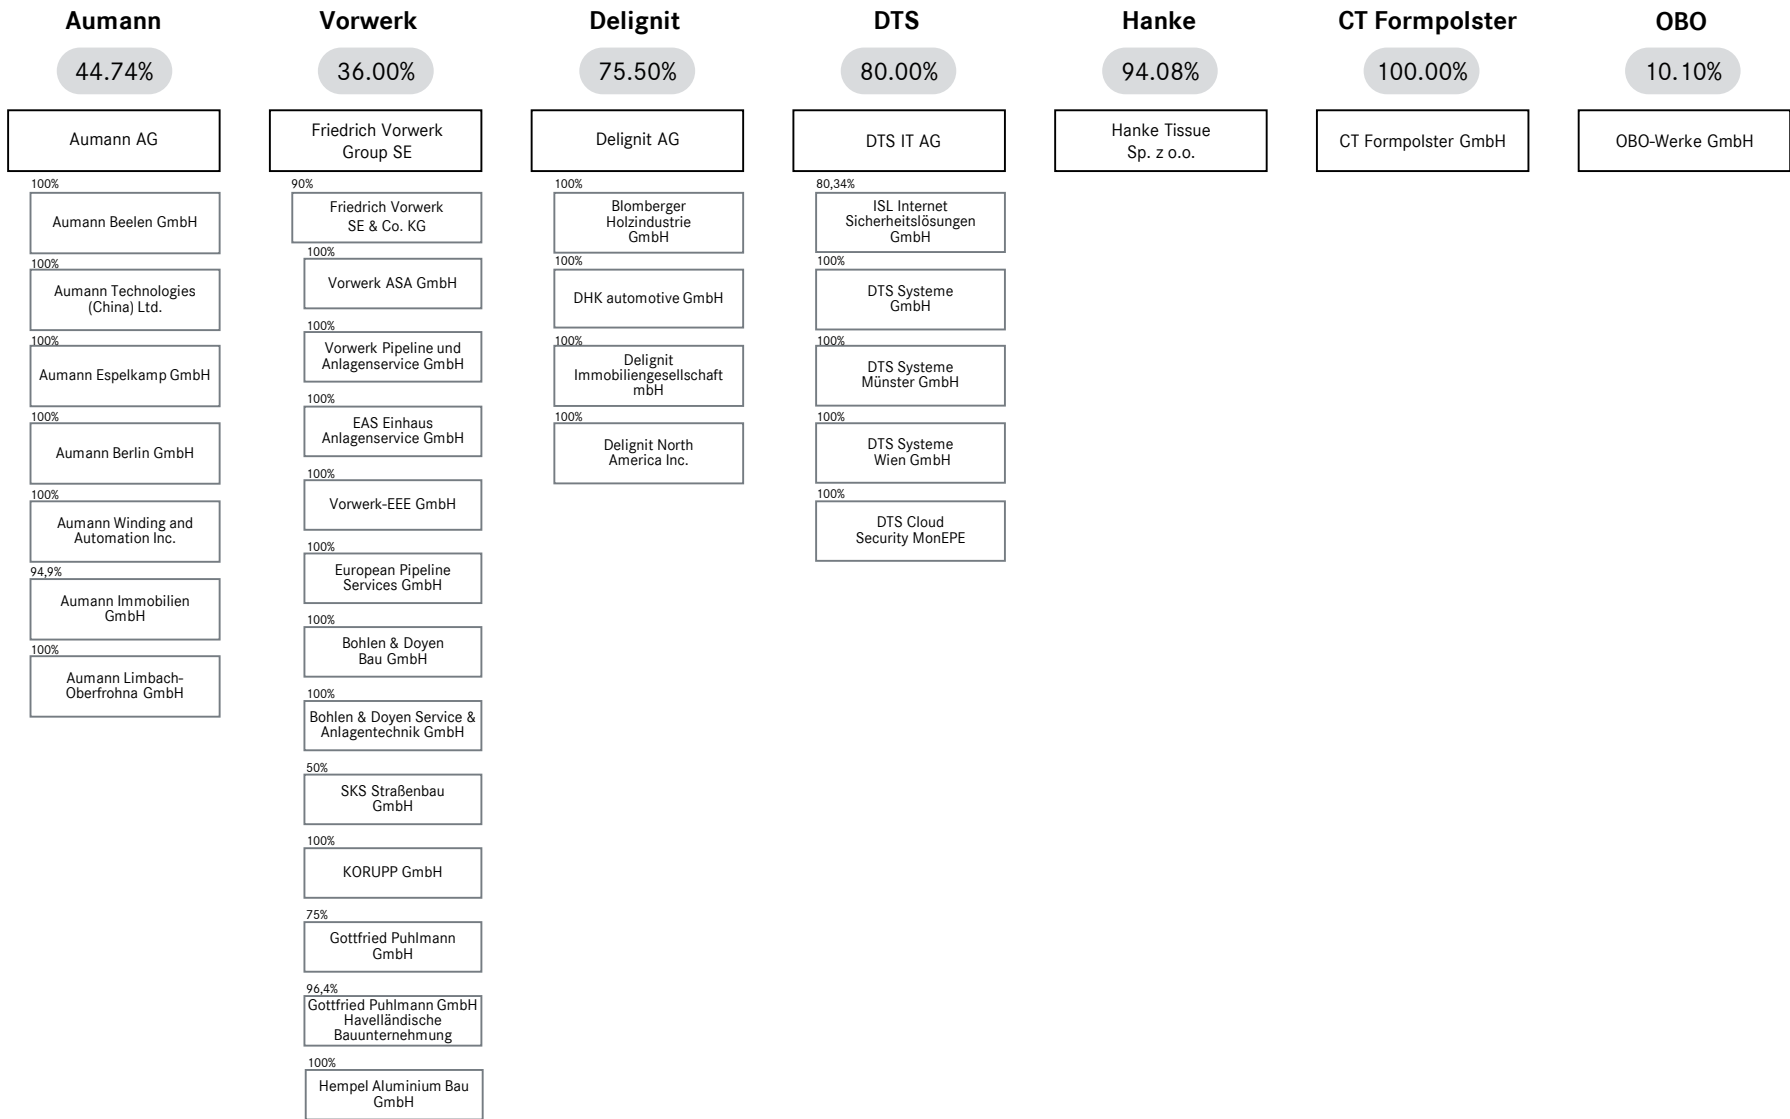 Aumann
44.74%
Aumann AG
100%
Aumann Beelen GmbH
100%
Aumann Technologies
(China) Ltd.
100%
Aumann Espelkamp GmbH
100%
Aumann Berlin GmbH
100%
Aumann Winding and
Automation Inc.
94,9%
Aumann Immobilien
GmbH
100%
Aumann Limbach-
Oberfrohna GmbH
Vorwerk
36.00%
Friedrich Vorwerk
Group SE
90%
Friedrich Vorwerk
SE & Co. KG
100%
Vorwerk ASA GmbH
100%
Vorwerk Pipeline und
Anlagenservice GmbH
100%
EAS Einhaus
Anlagenservice GmbH
100%
Vorwerk-EEE GmbH
100%
European Pipeline
Services GmbH
100%
Bohlen & Doyen
Bau GmbH
100%
Bohlen & Doyen Service &
Anlagentechnik GmbH
50%
SKS Straßenbau
GmbH
100%
KORUPP GmbH
75%
Gottfried Puhlmann
GmbH
96,4%
Gottfried Puhlmann GmbH
Havelländische
Bauunternehmung
100%
Hempel Aluminium Bau
GmbH
Delignit
75.50%
Delignit AG
100%
Blomberger
Holzindustrie
GmbH
100%
DHK automotive GmbH
100%
Delignit
Immobiliengesellschaft
mbH
100%
Delignit North
America Inc.
DTS
80.00%
DTS IT AG
80,34%
ISL Internet
Sicherheitslösungen
GmbH
100%
DTS Systeme
GmbH
100%
DTS Systeme
Münster GmbH
100%
DTS Systeme
Wien GmbH
100%
DTS Cloud
Security MonEPE
Hanke
94.08%
Hanke Tissue
Sp. z o.o.
CT Formpolster
100.00%
CT Formpolster GmbH
OBO
10.10%
OBO-Werke GmbH